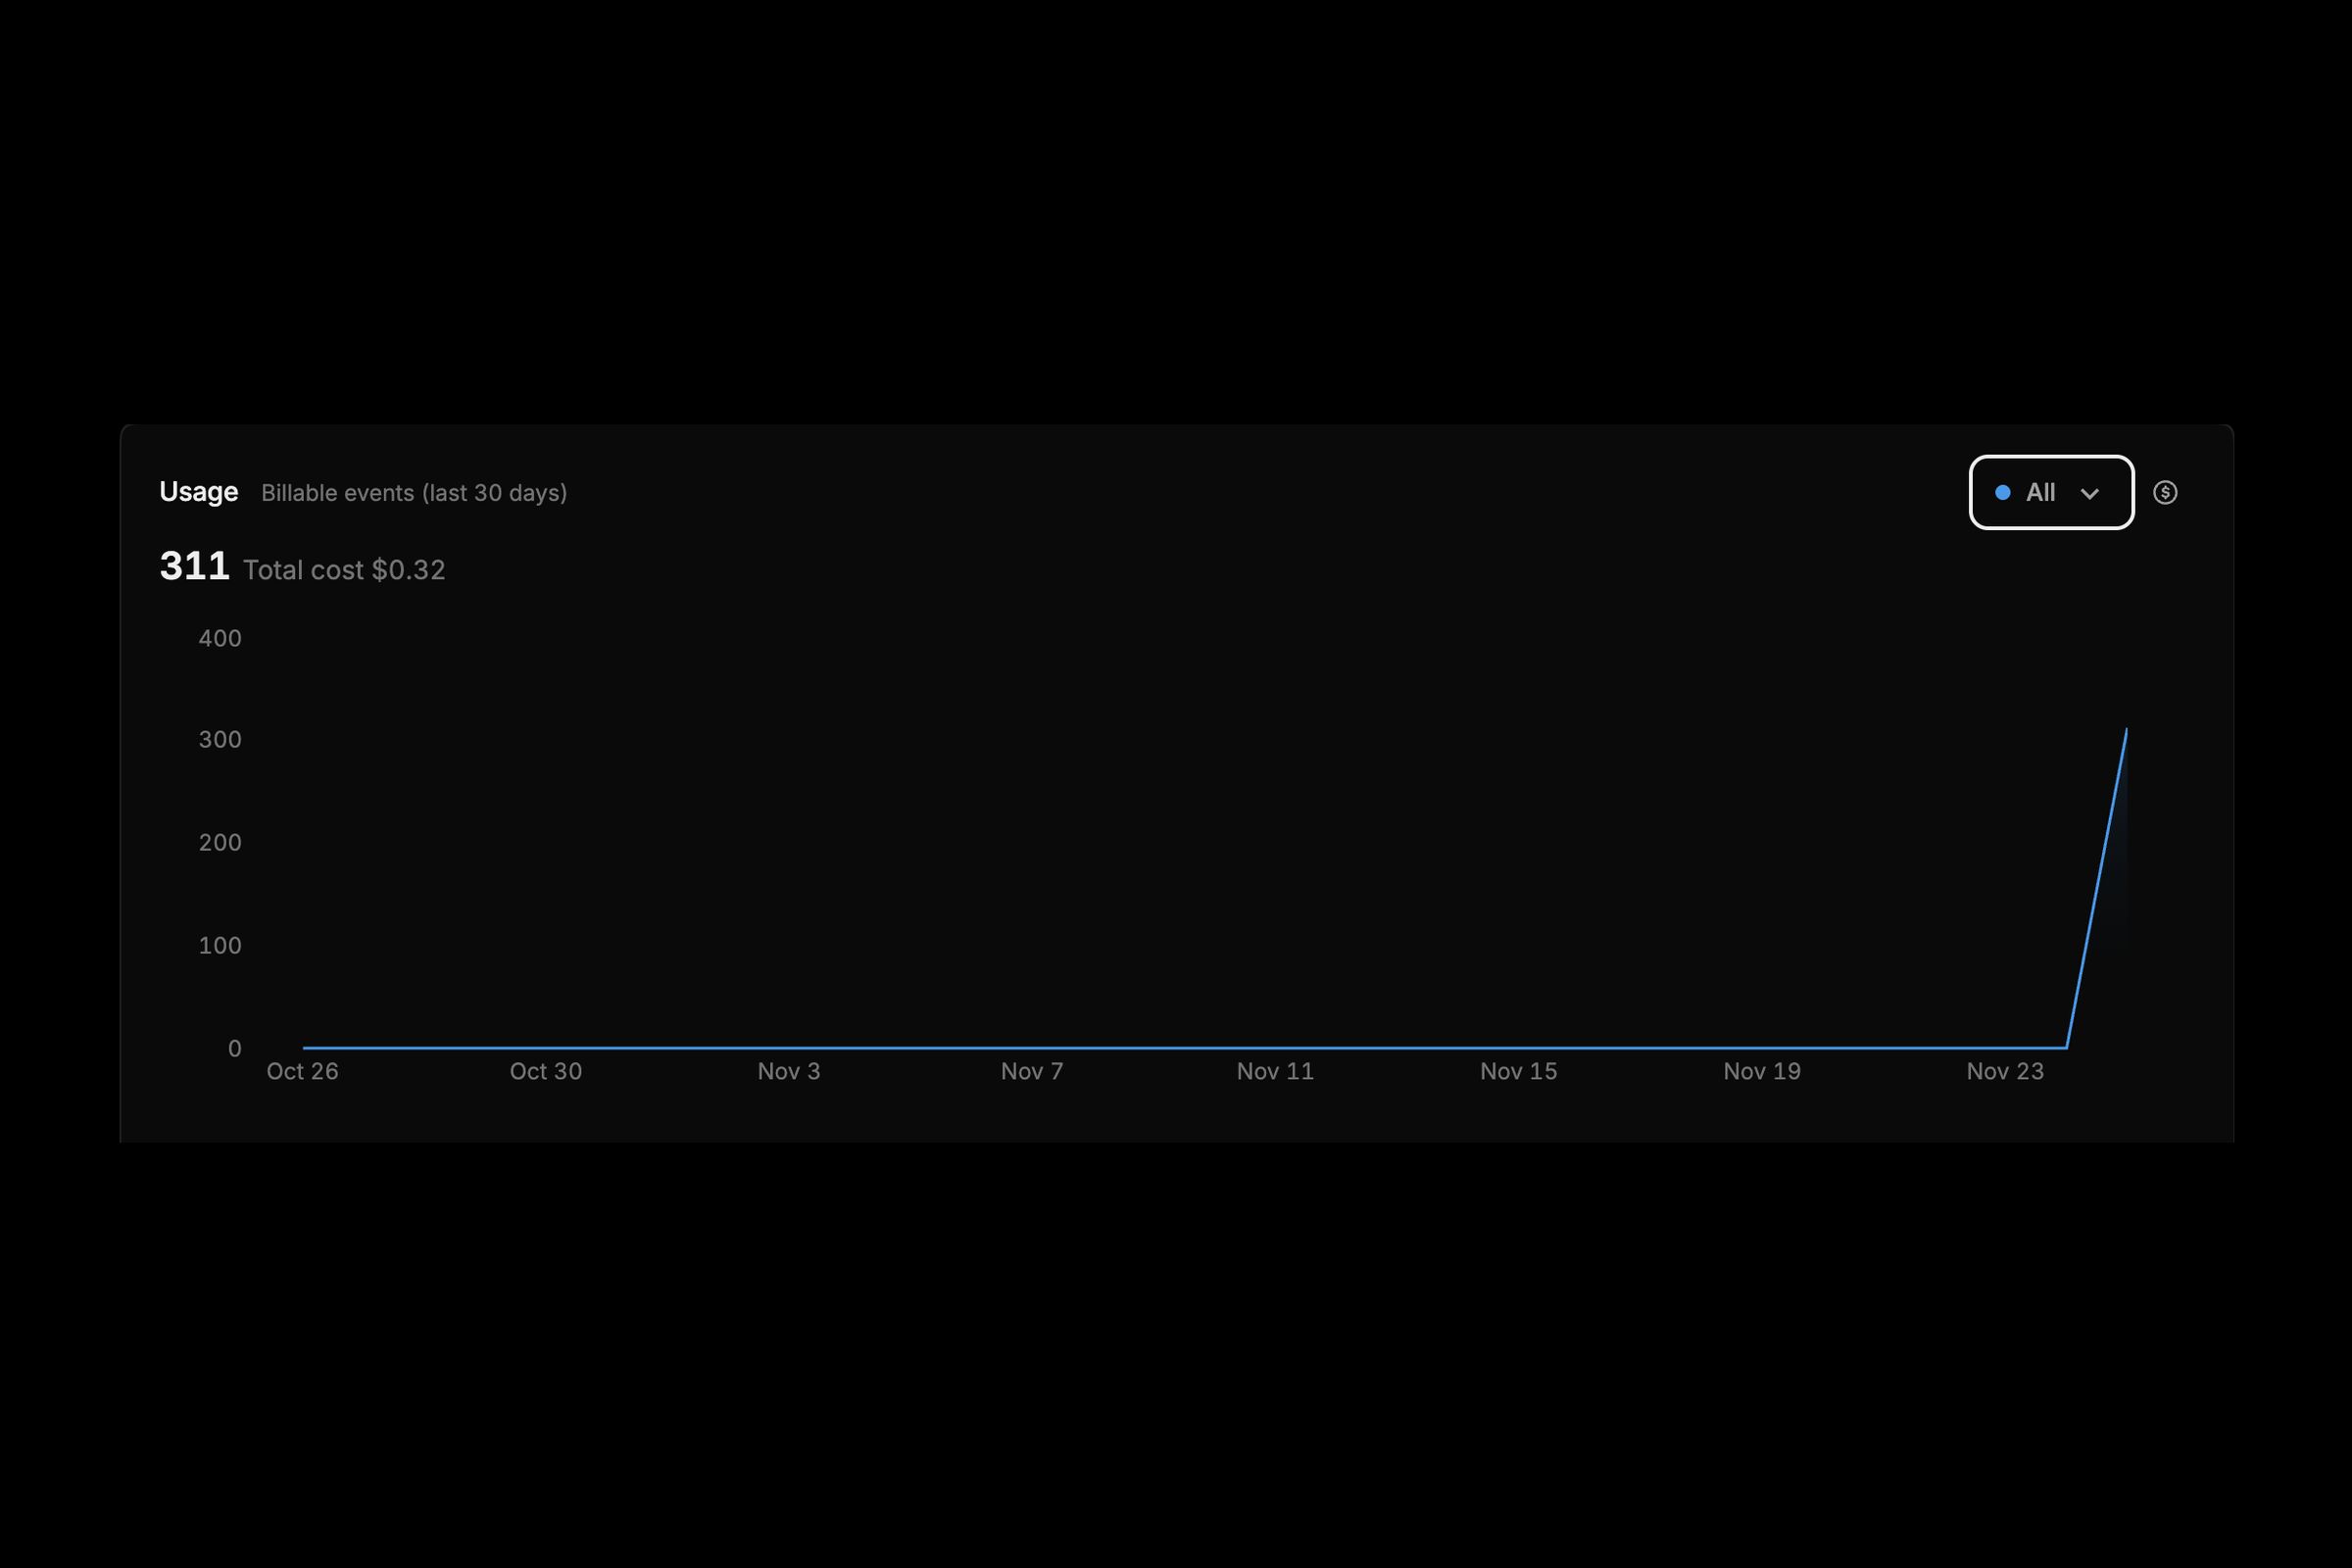 Usage Billable events (last 30 days)
All
311 Total cost $0.32
400
300
200
100
0
Oct 26 Oct 30 Nov 3 Nov 7 Nov 11 Nov 15 Nov 19 Nov 23